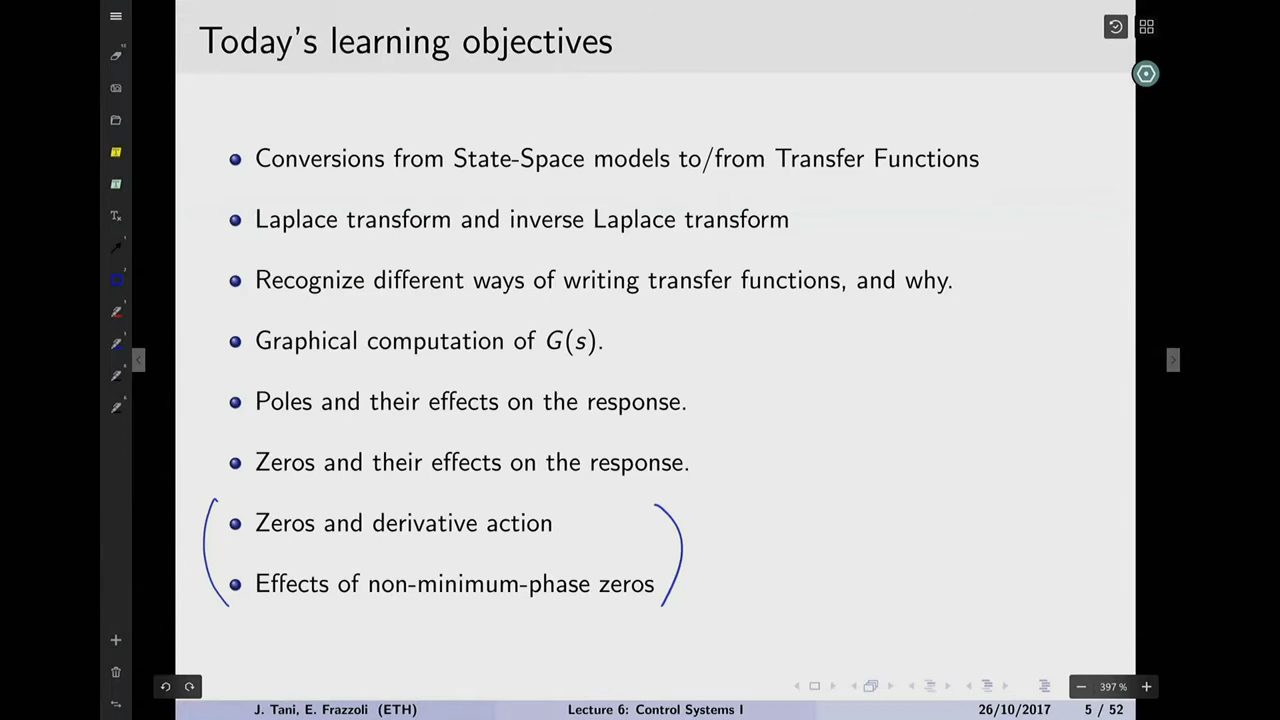 Today's learning objectives
Conversions from State-Space models to/from Transfer Functions
Laplace transform and inverse Laplace transform
Recognize different ways of writing transfer functions, and why.
Graphical computation of G(s).
Poles and their effects on the response.
Zeros and their effects on the response.
Zeros and derivative action
Effects of non-minimum-phase zeros
397 %
J. Tani, E. Frazzoli (ETH) Lecture 6: Control Systems I 26/10/2017 5 / 52